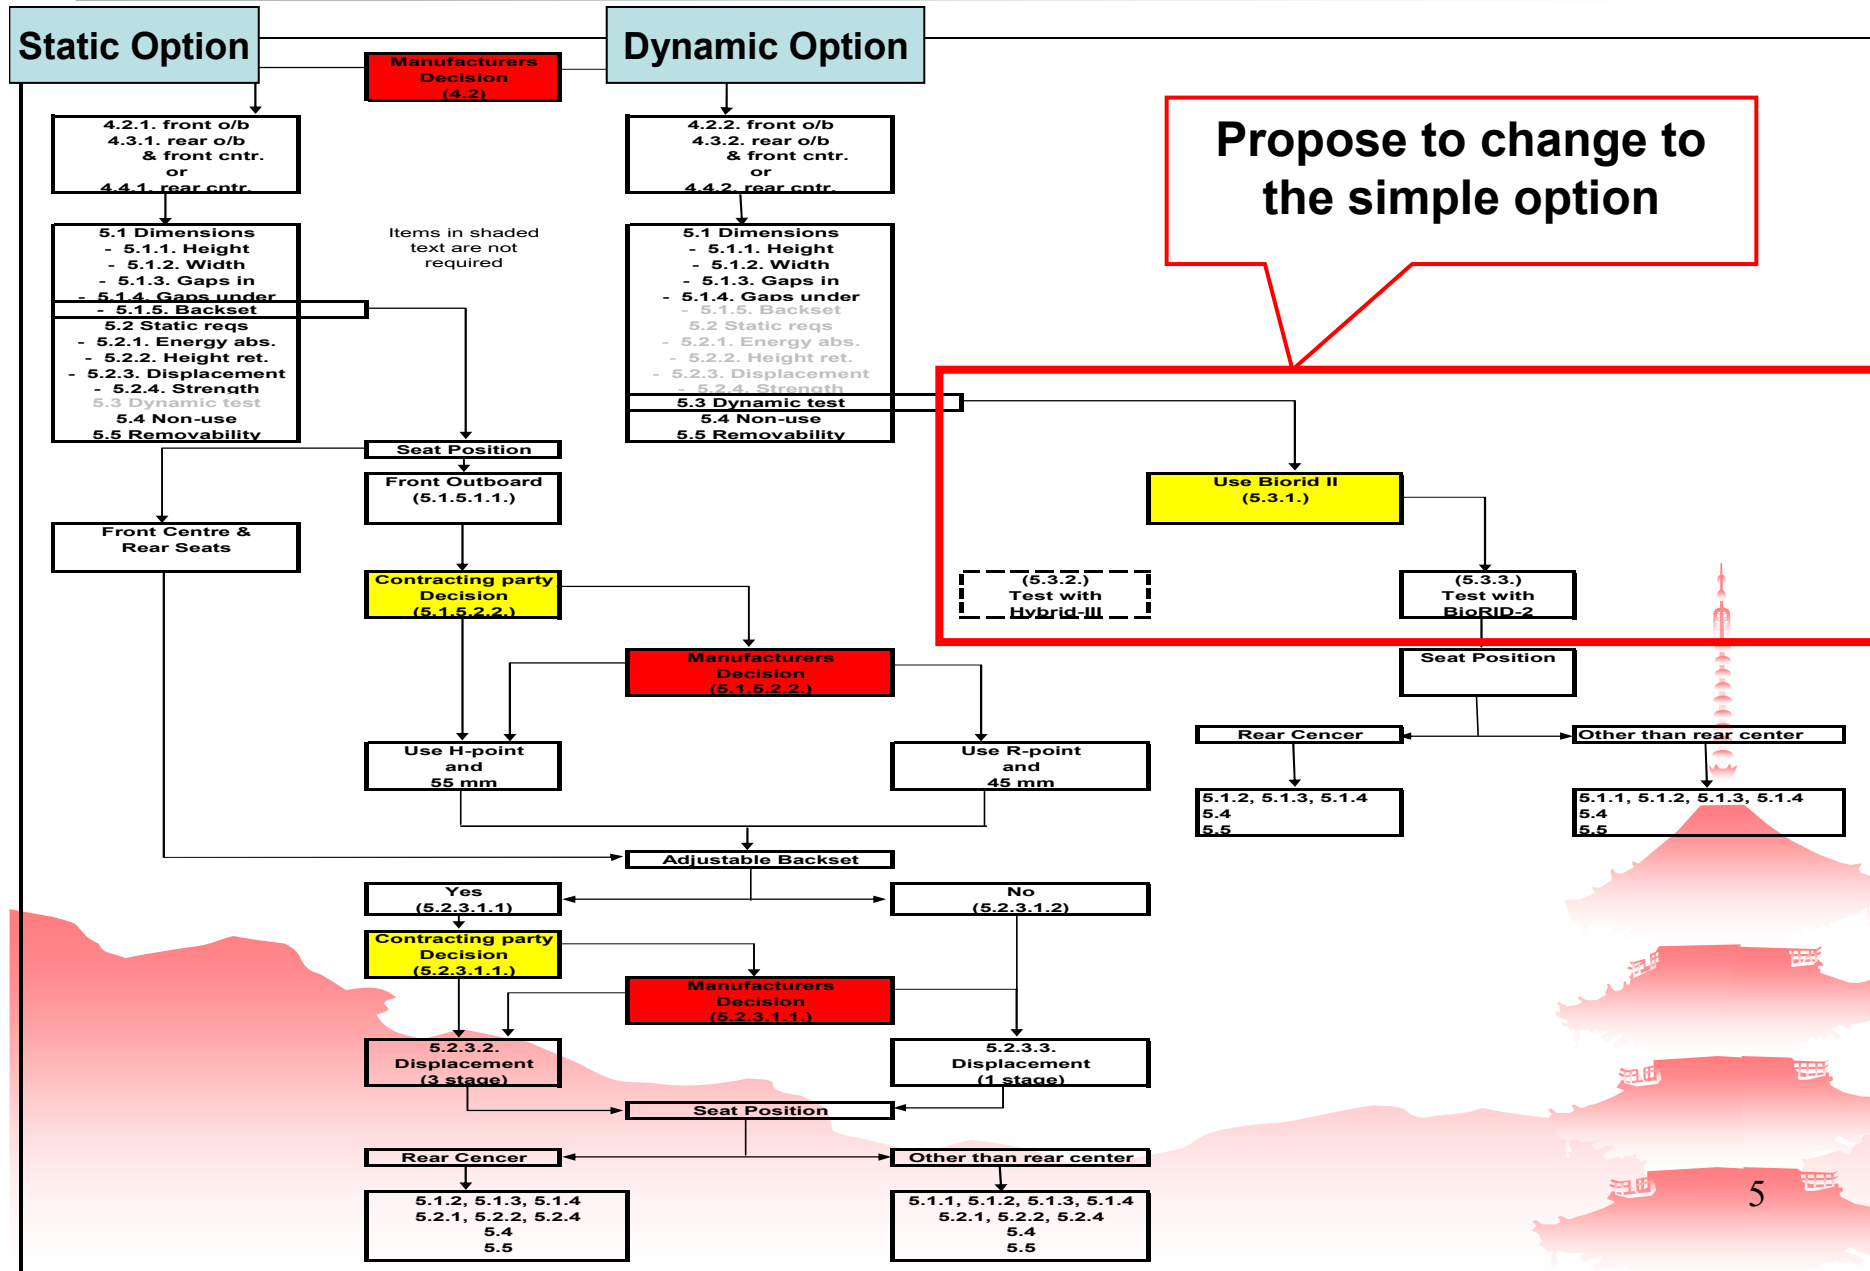 Static Option
Manufacturers
Decision
(4.2)
Dynamic Option
4.2.1. front o/b
4.3.1. rear o/b
& front cntr.
or
4.4.1. rear cntr.
4.2.2. front o/b
4.3.2. rear o/b
& front cntr.
or
4.4.2. rear cntr.
Propose to change to
the simple option
5.1 Dimensions
- 5.1.1. Height
- 5.1.2. Width
- 5.1.3. Gaps in
- 5.1.4. Gaps under
- 5.1.5. Backset
5.2 Static reqs
- 5.2.1. Energy abs.
- 5.2.2. Height ret.
- 5.2.3. Displacement
- 5.2.4. Strength
5.3 Dynamic test
5.4 Non-use
5.5 Removability
Items in shaded
text are not
required
5.1 Dimensions
- 5.1.1. Height
- 5.1.2. Width
- 5.1.3. Gaps in
- 5.1.4. Gaps under
- 5.1.5. Backset
5.2 Static reqs
- 5.2.1. Energy abs.
- 5.2.2. Height ret.
- 5.2.3. Displacement
- 5.2.4. Strength
5.3 Dynamic test
5.4 Non-use
5.5 Removability
Seat Position
Front Outboard
(5.1.5.1.1.)
Front Centre &
Rear Seats
Use Biorid II
(5.3.1.)
Contracting party
Decision
(5.1.5.2.2.)
(5.3.2.)
Test with
Hybrid-III
(5.3.3.)
Test with
BioRID-2
Manufacturers
Decision
(5.1.5.2.2.)
Seat Position
Use H-point
and
55 mm
Use R-point
and
45 mm
Rear Cencer
Other than rear center
5.1.2, 5.1.3, 5.1.4
5.4
5.5
5.1.1, 5.1.2, 5.1.3, 5.1.4
5.4
5.5
Adjustable Backset
Yes
(5.2.3.1.1)
No
(5.2.3.1.2)
Contracting party
Decision
(5.2.3.1.1.)
Manufacturers
Decision
(5.2.3.1.1.)
5.2.3.2.
Displacement
(3 stage)
5.2.3.3.
Displacement
(1 stage)
Seat Position
Rear Cencer
Other than rear center
5.1.2, 5.1.3, 5.1.4
5.2.1, 5.2.2, 5.2.4
5.4
5.5
5.1.1, 5.1.2, 5.1.3, 5.1.4
5.2.1, 5.2.2, 5.2.4
5.4
5.5
5